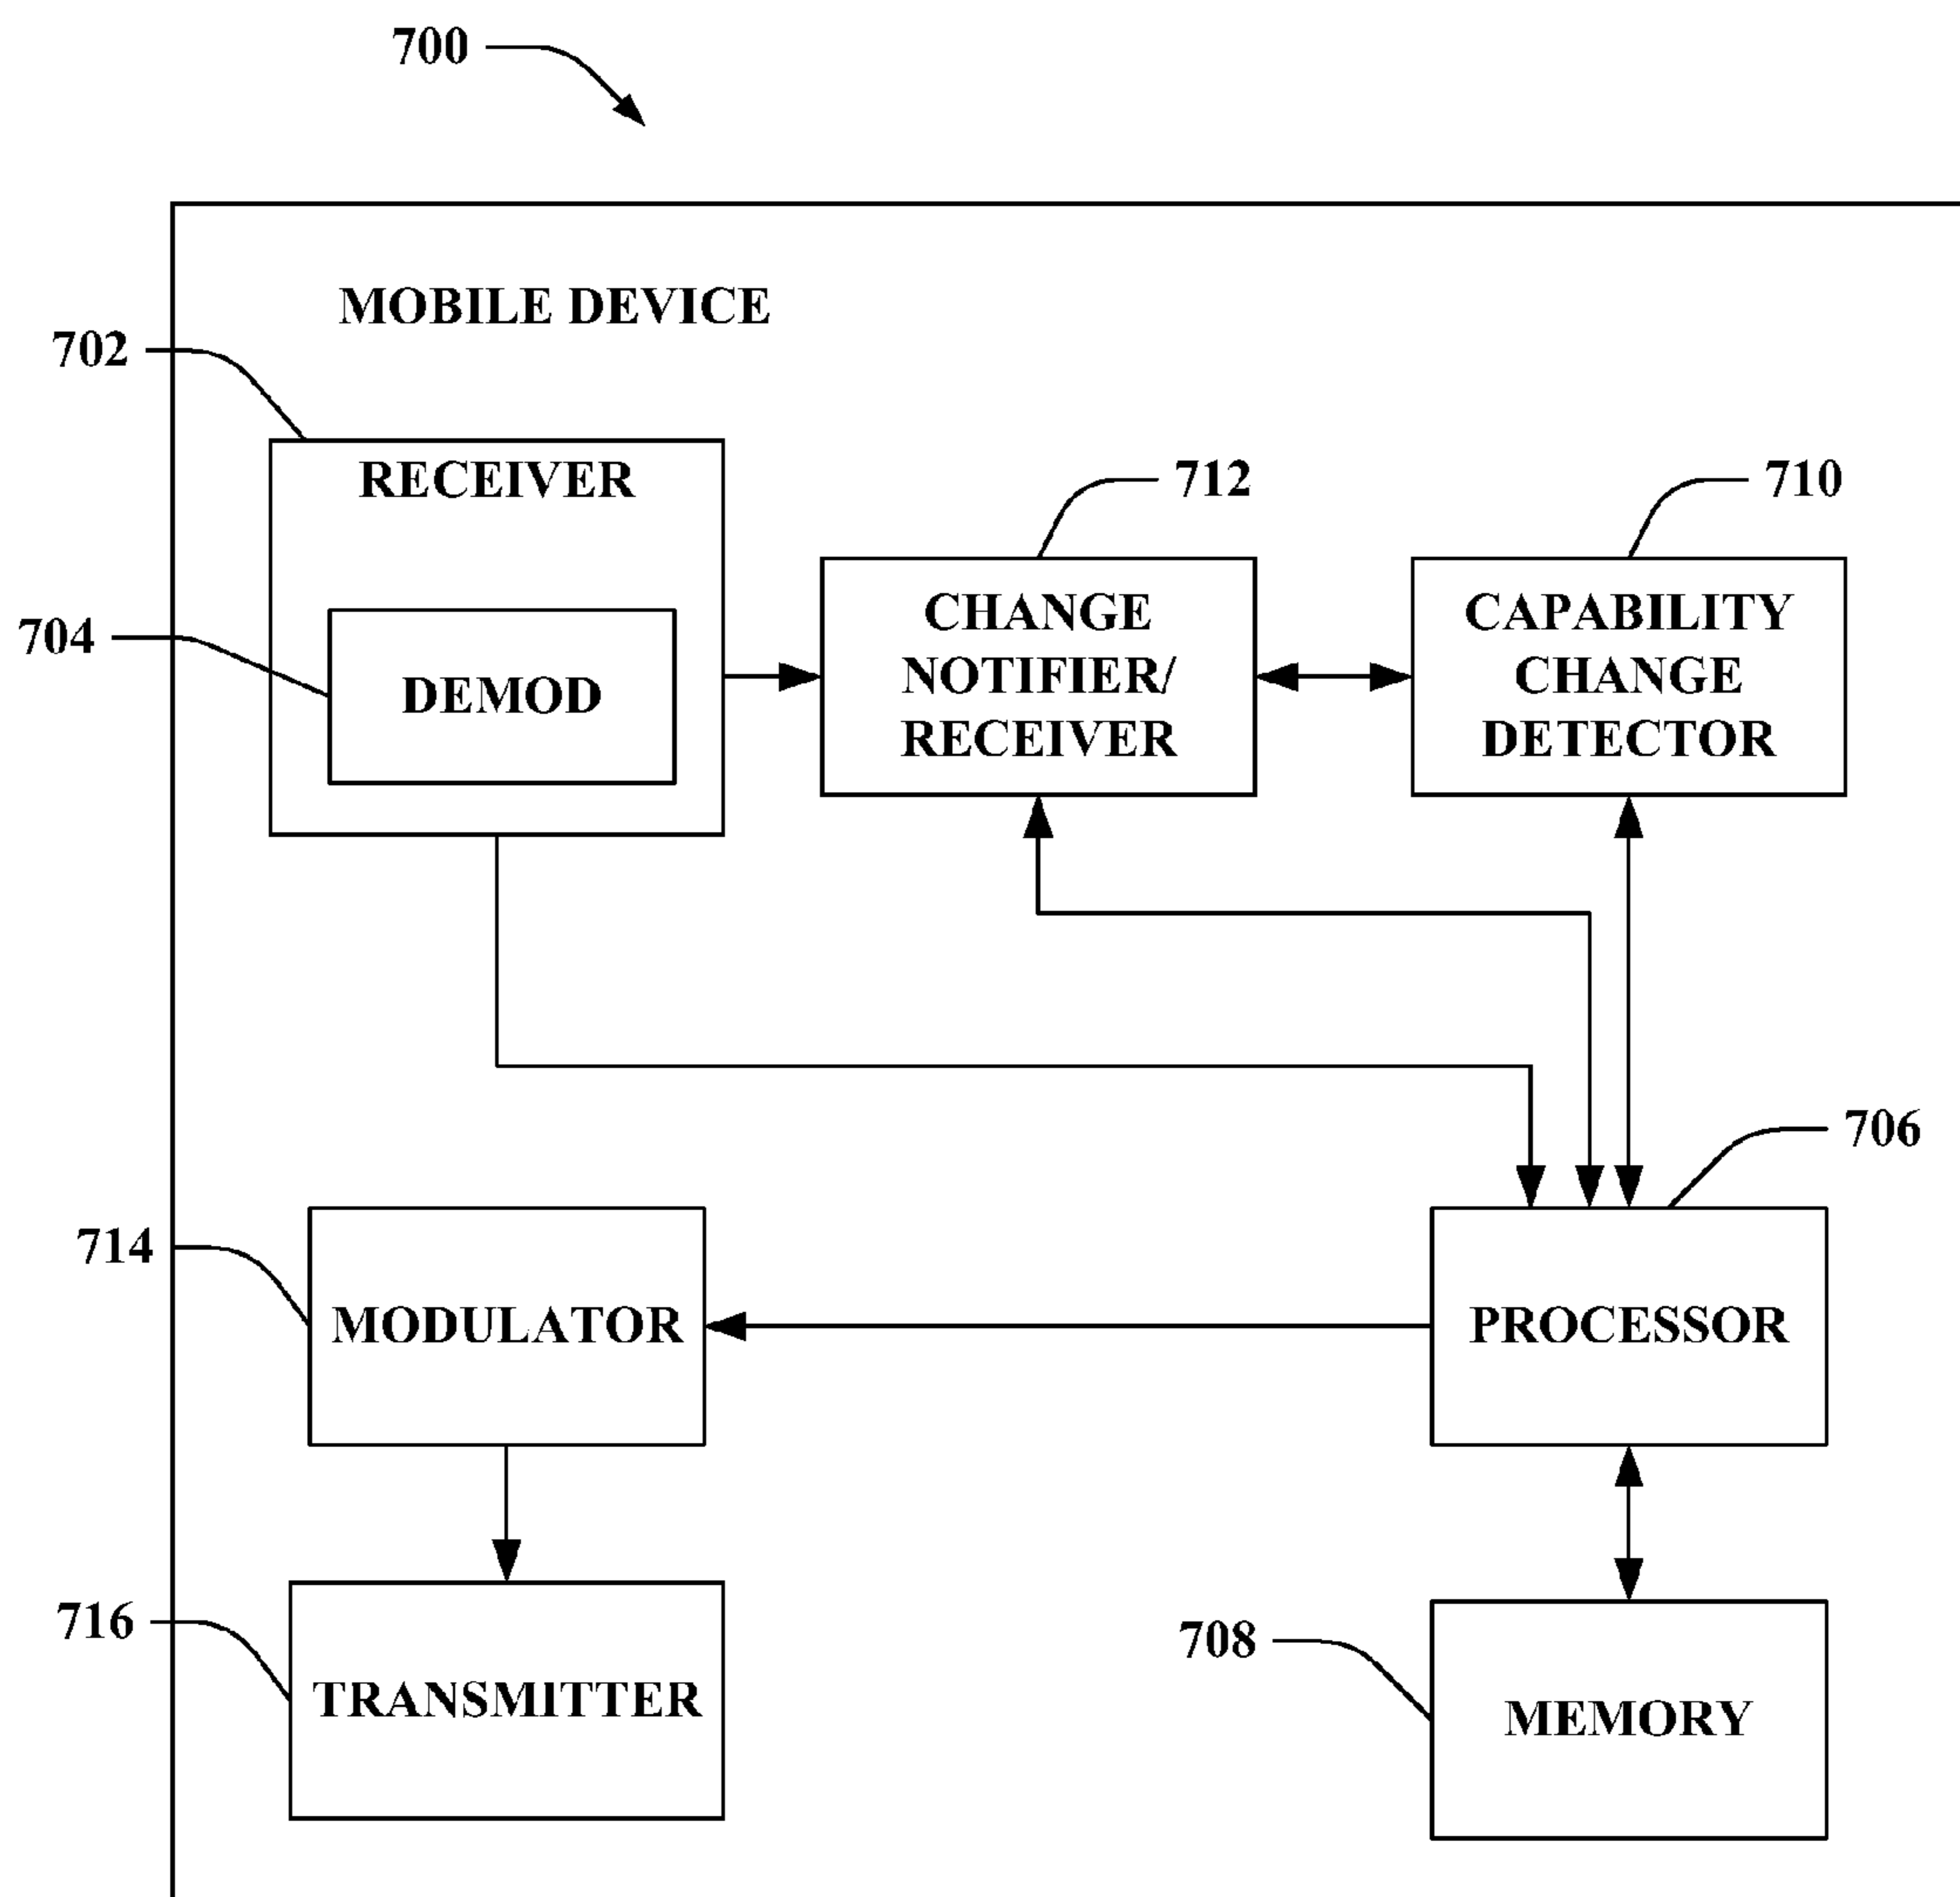 700
MOBILE DEVICE
702
RECEIVER
712
710
704
DEMOD
CHANGE
NOTIFIER/
RECEIVER
CAPABILITY
CHANGE
DETECTOR
706
714
MODULATOR
PROCESSOR
716
TRANSMITTER
708
MEMORY